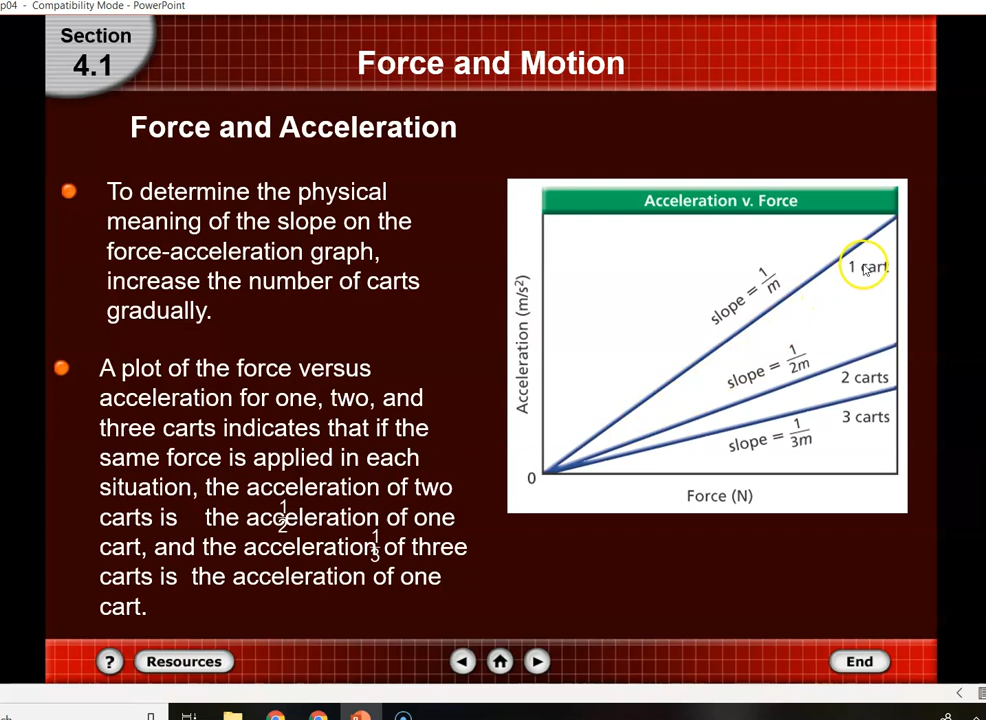 p04 - Compatibility Mode - PowerPoint
Section
4.1
Force and Motion
Force and Acceleration
To determine the physical
meaning of the slope on the
force-acceleration graph,
increase the number of carts
gradually.
A plot of the force versus
acceleration for one, two, and
three carts indicates that if the
same force is applied in each
situation, the acceleration of two
carts is 1/2 the acceleration of one
cart, and the acceleration of three
carts is 1/3 the acceleration of one
cart.
Acceleration v. Force
Acceleration (m/s²)
slope = 1/m
1 cart
slope = 1/2m
2 carts
slope = 1/3m
3 carts
0
Force (N)
?
Resources
End